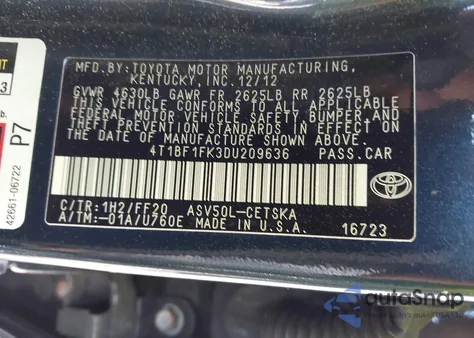 MFD.BY: TOYOTA MOTOR MANUFACTURING,
KENTUCKY, INC. 12/12
GVWR 4630LB GAWR FR 2625LB RR 2625LB
THIS VEHICLE CONFORMS TO ALL APPLICABLE
FEDERAL MOTOR VEHICLE SAFETY, BUMPER, AND
THEFT PREVENTION STANDARDS IN EFFECT ON
THE DATE OF MANUFACTURE SHOWN ABOVE.
4T1BF1FK3DU209636 PASS.CAR
C/TR: 1H2/FF20 ASV50L-CETSKA
A/TM:-01A/U760E MADE IN U.S.A. 16723
TOYOTA
P7
42661-06722
autoSnap